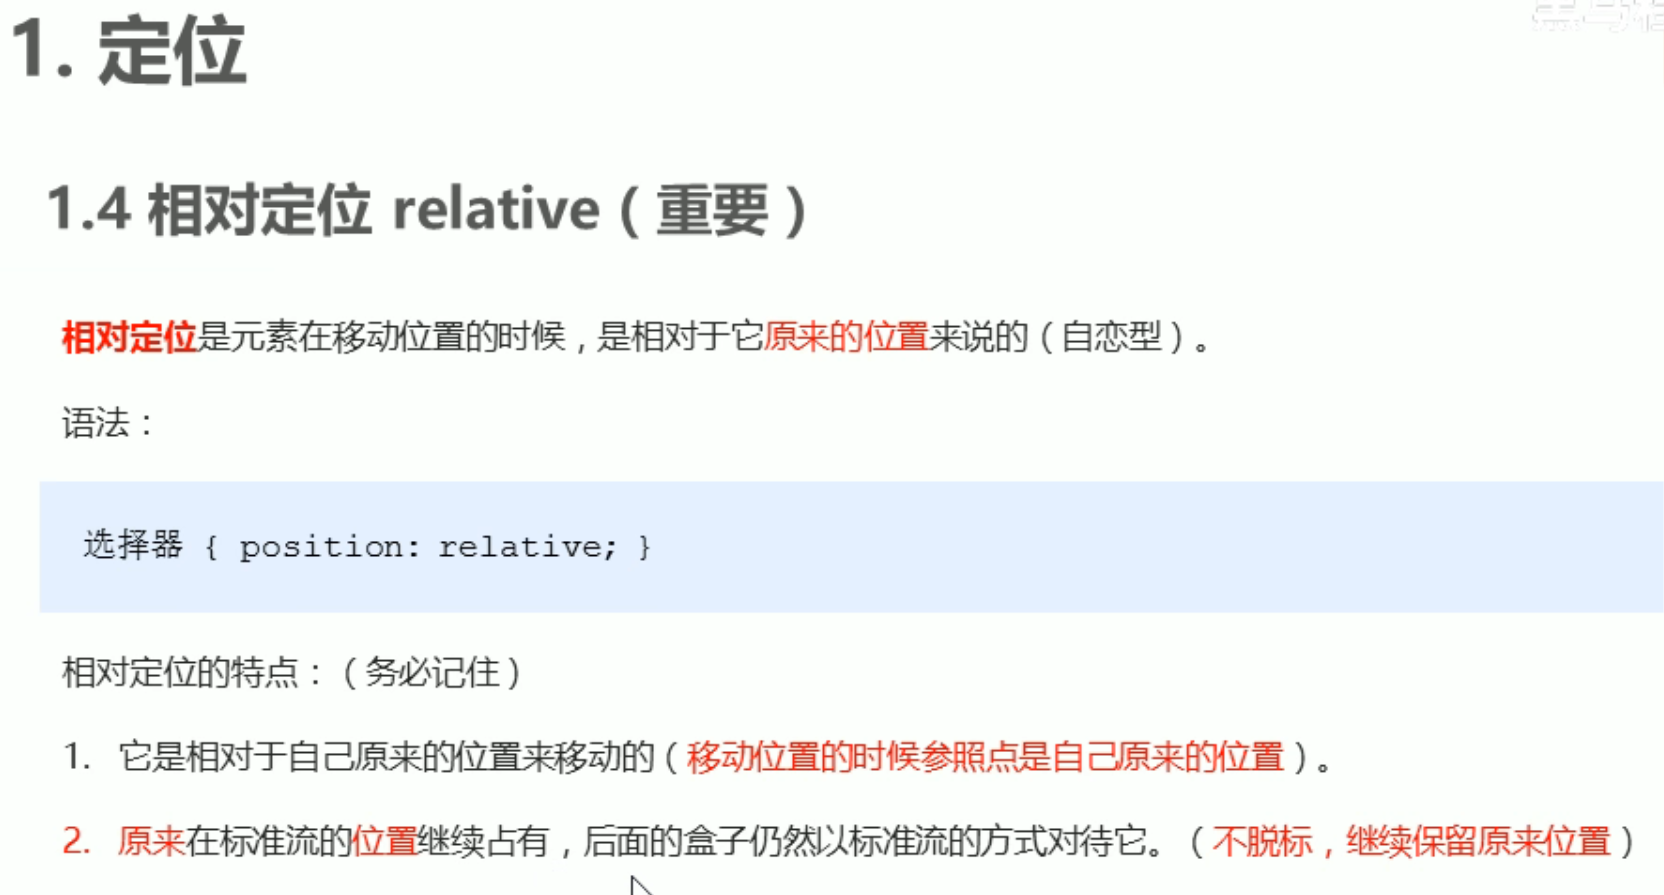 1. 定位
1.4 相对定位 relative（重要）
相对定位是元素在移动位置的时候，是相对于它原来的位置来说的（自恋型）。
语法：
选择器 { position: relative; }
相对定位的特点：（务必记住）
1. 它是相对于自己原来的位置来移动的（移动位置的时候参照点是自己原来的位置）。
2. 原来在标准流的位置继续占有，后面的盒子仍然以标准流的方式对待它。（不脱标，继续保留原来位置）